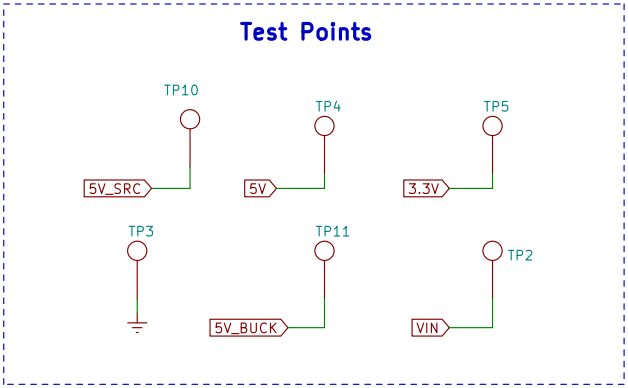 Test Points
TP10
TP4
TP5
5V_SRC
5V
3.3V
TP3
TP11
TP2
5V_BUCK
VIN